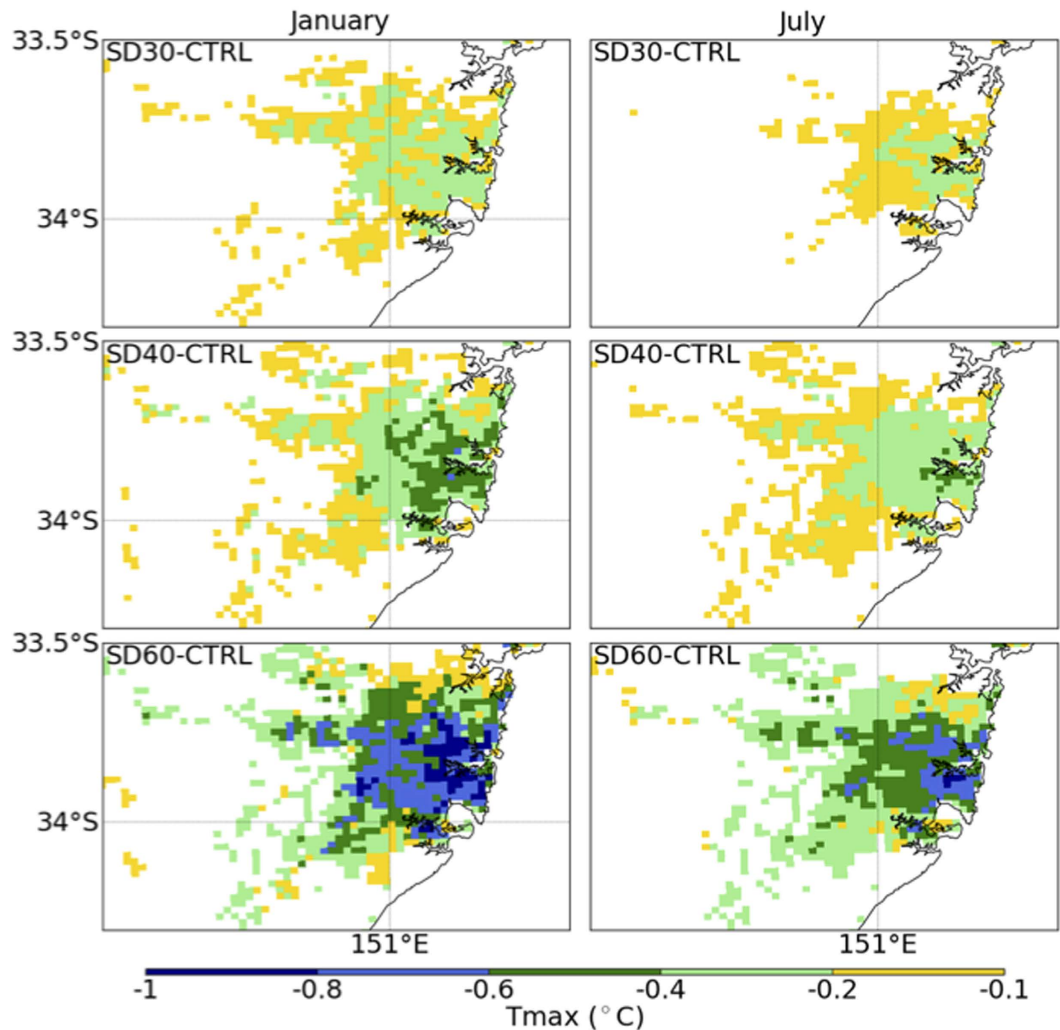 January July
33.5°S SD30-CTRL SD30-CTRL
34°S
33.5°S SD40-CTRL SD40-CTRL
34°S
33.5°S SD60-CTRL SD60-CTRL
34°S
151°E 151°E
-1 -0.8 -0.6 -0.4 -0.2 -0.1
Tmax (°C)